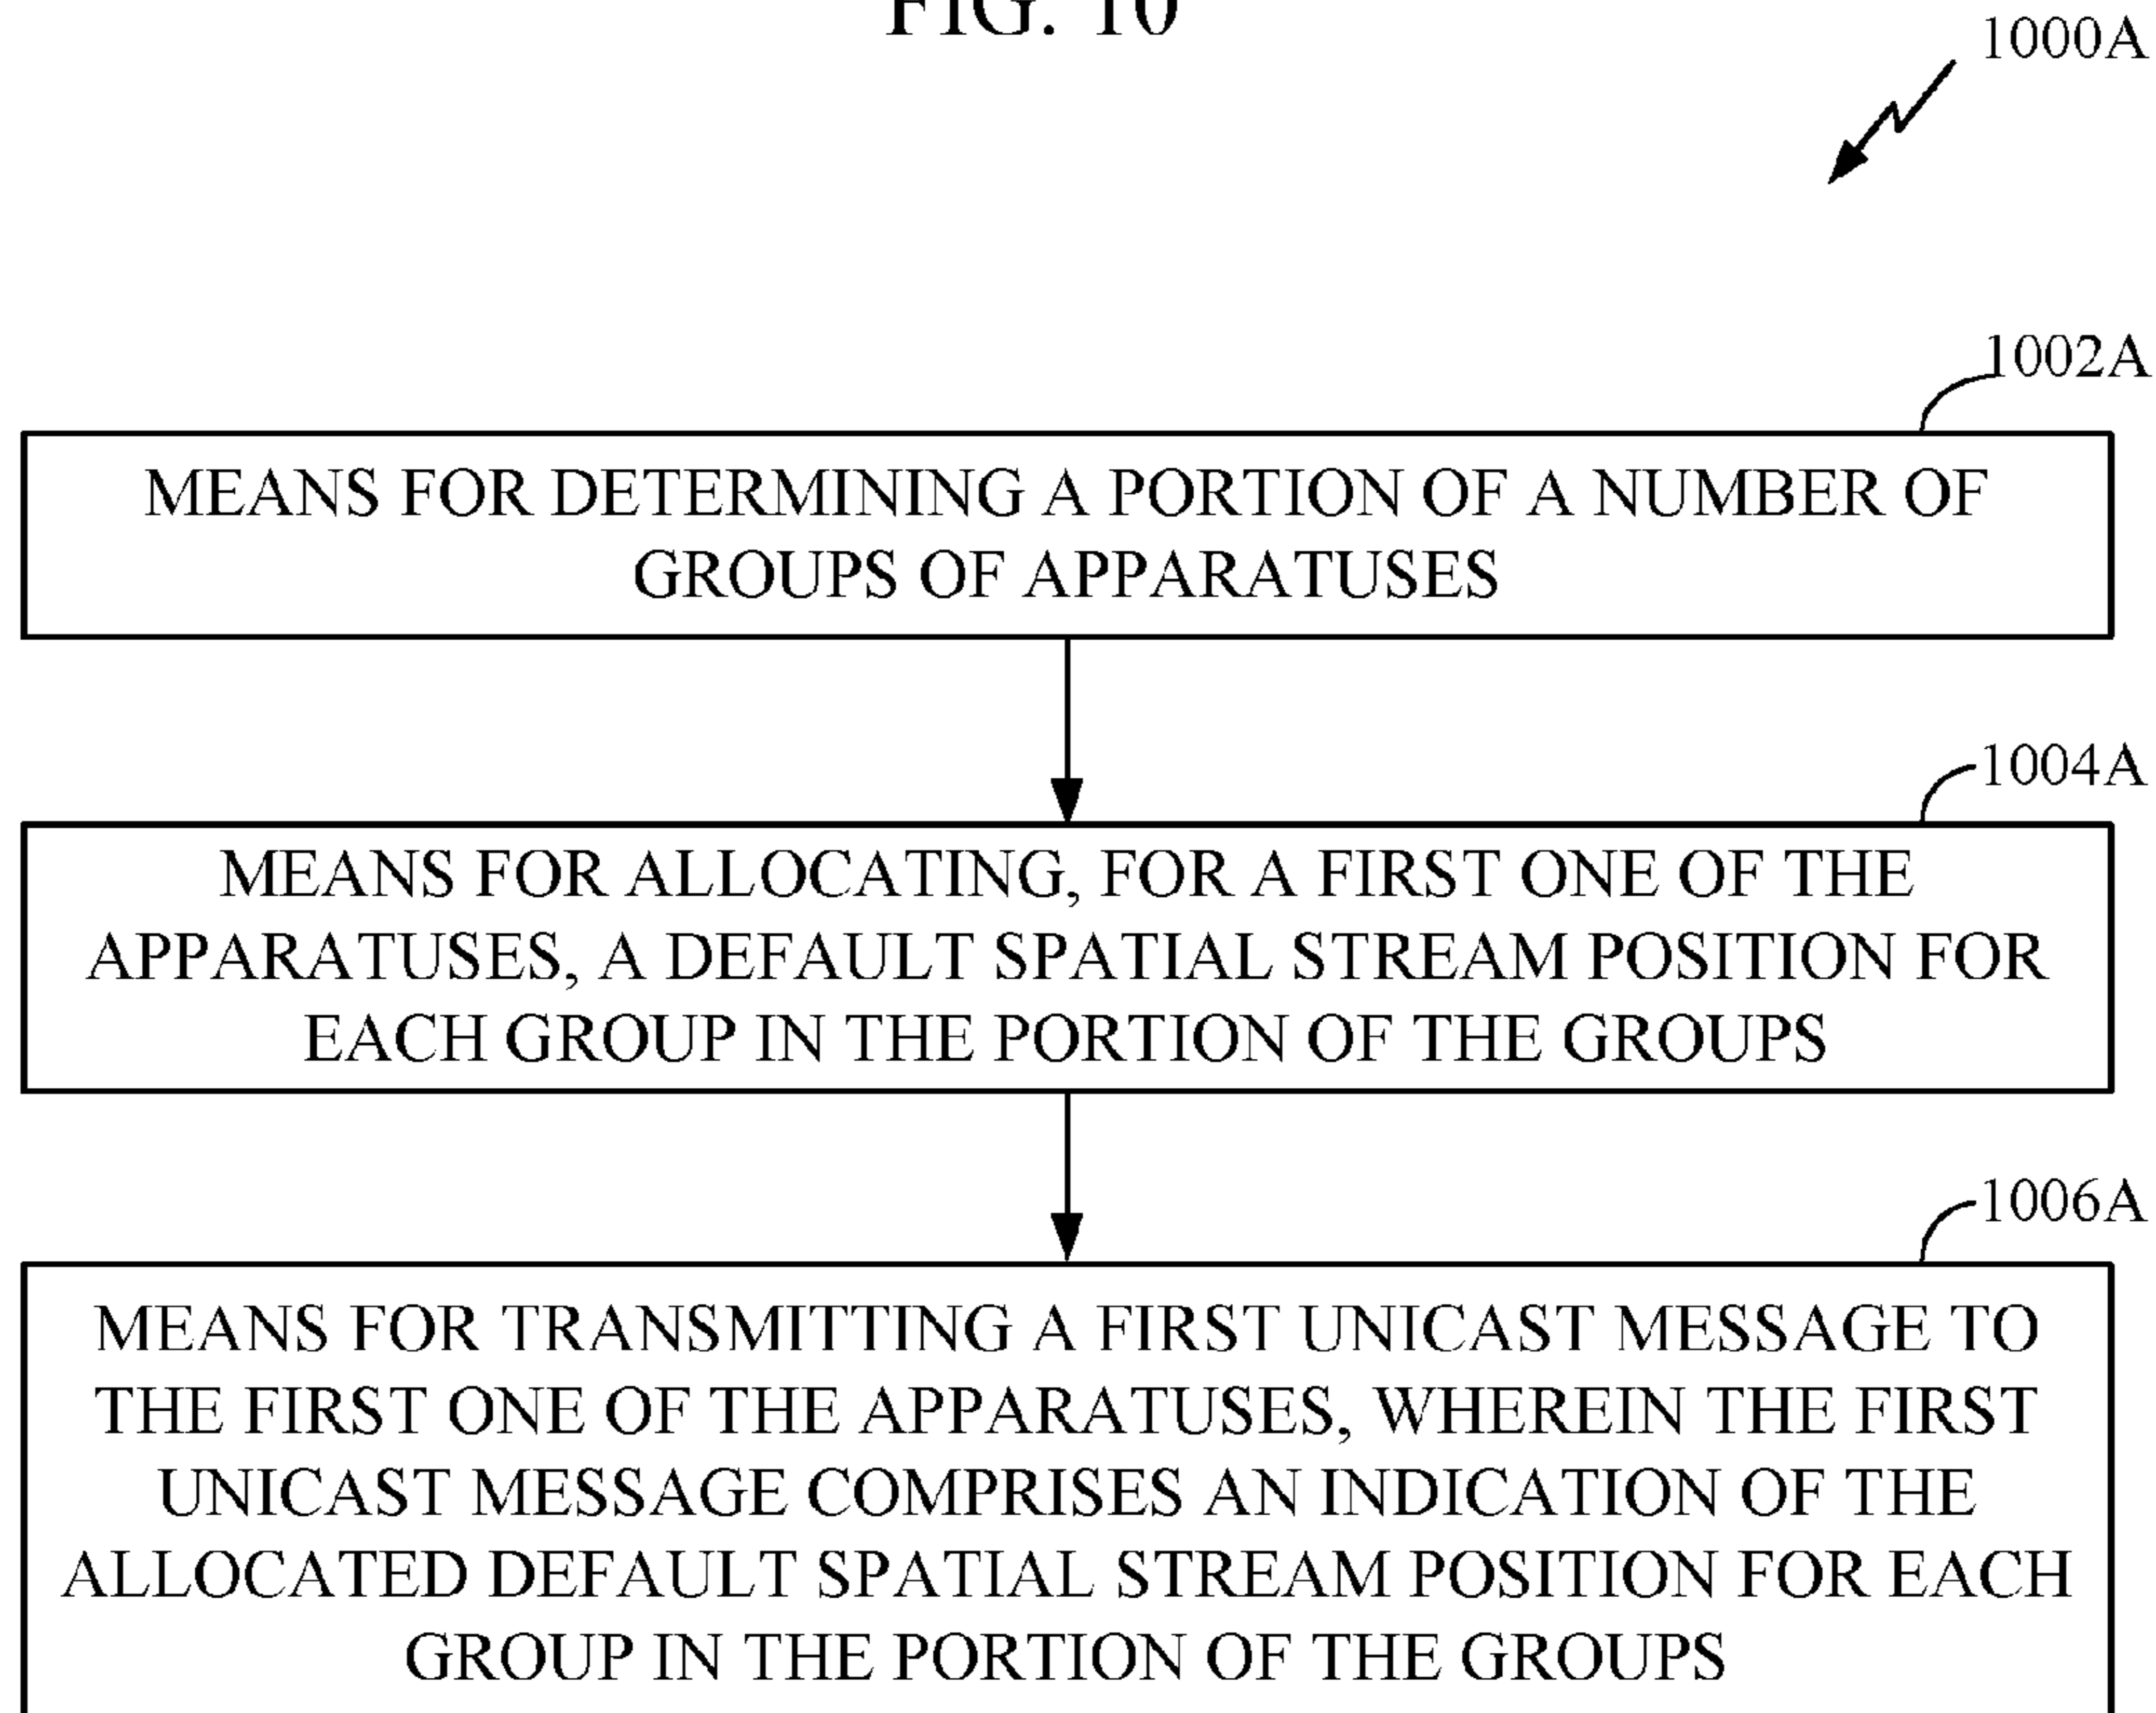 FIG. 10
1000A
1002A
MEANS FOR DETERMINING A PORTION OF A NUMBER OF
GROUPS OF APPARATUSES
1004A
MEANS FOR ALLOCATING, FOR A FIRST ONE OF THE
APPARATUSES, A DEFAULT SPATIAL STREAM POSITION FOR
EACH GROUP IN THE PORTION OF THE GROUPS
1006A
MEANS FOR TRANSMITTING A FIRST UNICAST MESSAGE TO
THE FIRST ONE OF THE APPARATUSES, WHEREIN THE FIRST
UNICAST MESSAGE COMPRISES AN INDICATION OF THE
ALLOCATED DEFAULT SPATIAL STREAM POSITION FOR EACH
GROUP IN THE PORTION OF THE GROUPS